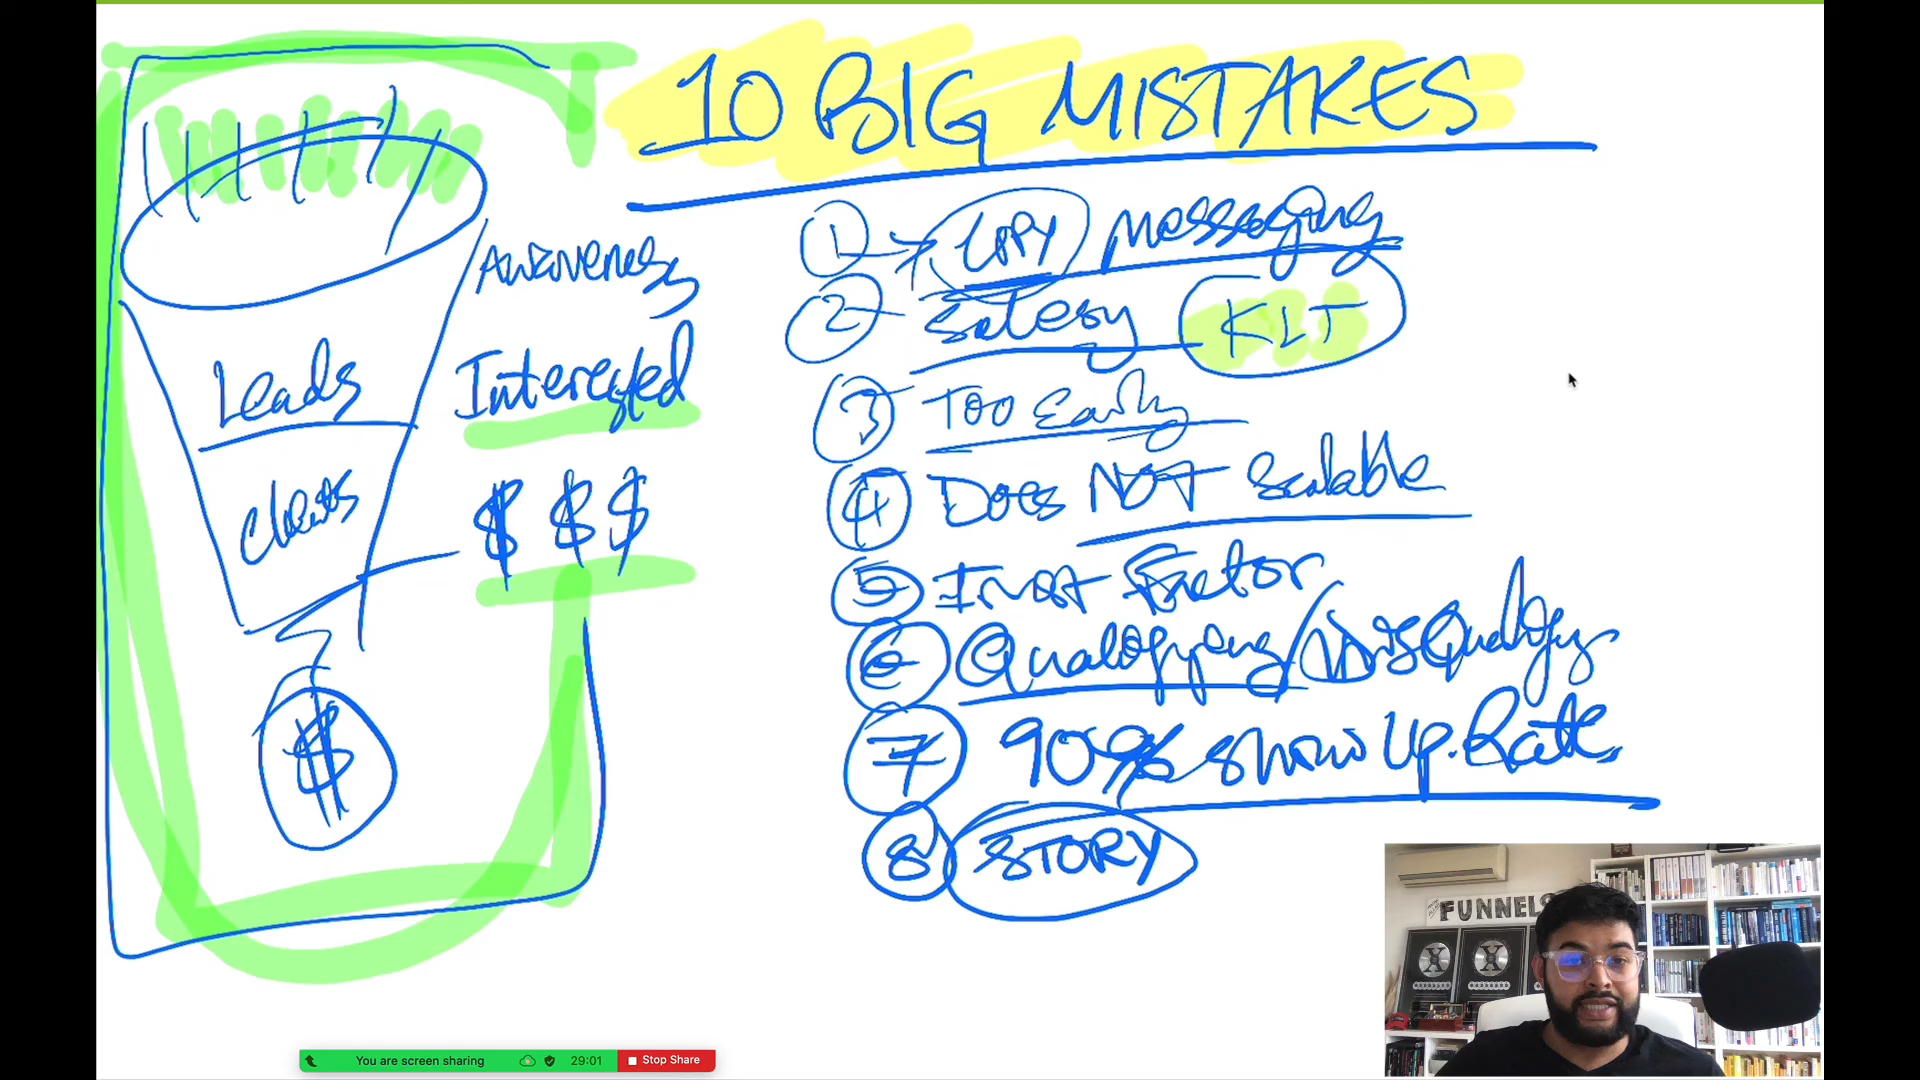 10 BIG MISTAKES
Awareness
Leads
Interested
Clients
$ $ $
$
1 → COPY Messaging
2 Salesy KLT
3 Too Early
4 Does NOT Scalable
5 Factor
6 Qualifying / DisQualify
7 90% Show Up. Rate
8 STORY
FUNNELS
You are screen sharing 29:01 Stop Share